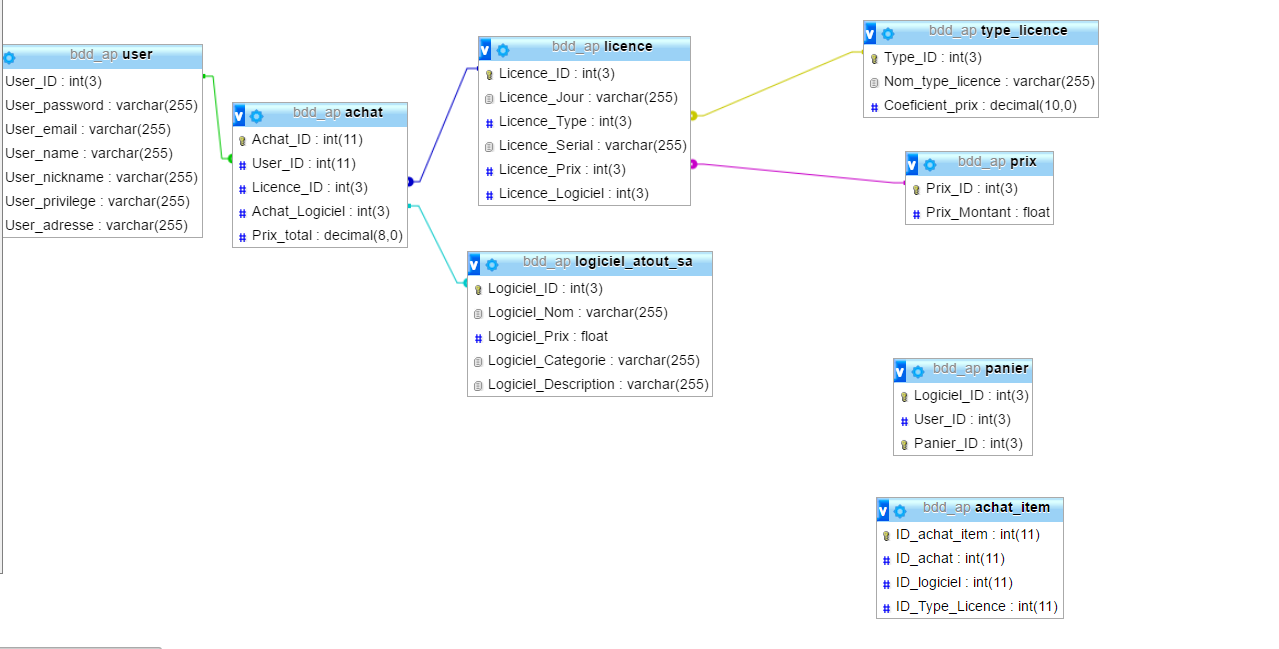 bdd_ap user
User_ID : int(3)
User_password : varchar(255)
User_email : varchar(255)
User_name : varchar(255)
User_nickname : varchar(255)
User_privilege : varchar(255)
User_adresse : varchar(255)
v bdd_ap achat
Achat_ID : int(11)
# User_ID : int(11)
# Licence_ID : int(3)
# Achat_Logiciel : int(3)
# Prix_total : decimal(8,0)
v bdd_ap licence
Licence_ID : int(3)
Licence_Jour : varchar(255)
# Licence_Type : int(3)
Licence_Serial : varchar(255)
# Licence_Prix : int(3)
# Licence_Logiciel : int(3)
v bdd_ap logiciel_atout_sa
Logiciel_ID : int(3)
Logiciel_Nom : varchar(255)
# Logiciel_Prix : float
Logiciel_Categorie : varchar(255)
Logiciel_Description : varchar(255)
v bdd_ap type_licence
Type_ID : int(3)
Nom_type_licence : varchar(255)
# Coeficient_prix : decimal(10,0)
v bdd_ap prix
Prix_ID : int(3)
# Prix_Montant : float
v bdd_ap panier
Logiciel_ID : int(3)
# User_ID : int(3)
Panier_ID : int(3)
v bdd_ap achat_item
ID_achat_item : int(11)
# ID_achat : int(11)
# ID_logiciel : int(11)
# ID_Type_Licence : int(11)